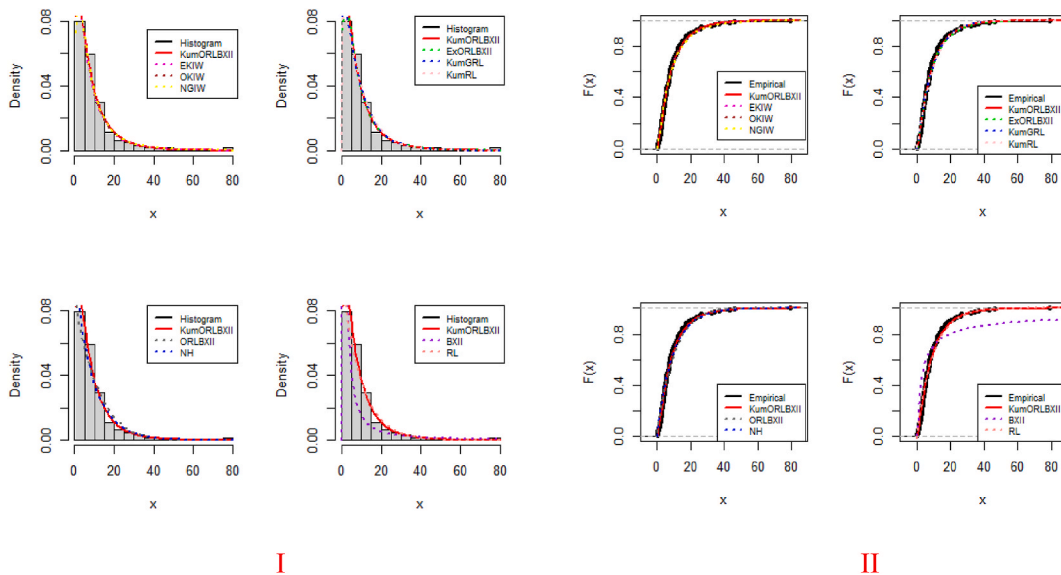 Density
0.00 0.04 0.08
Histogram
KumORLBXII
EKIW
OKIW
NGIW
0 20 40 60 80
x
Density
0.00 0.04 0.08
Histogram
KumORLBXII
ExORLBXII
KumGRL
KumRL
0 20 40 60 80
x
F(x)
0.0 0.4 0.8
Empirical
KumORLBXII
EKIW
OKIW
NGIW
0 20 40 60 80
x
F(x)
0.0 0.4 0.8
Empirical
KumORLBXII
ExORLBXII
KumGRL
KumRL
0 20 40 60 80
x
Density
0.00 0.04 0.08
Histogram
KumORLBXII
ORLBXII
NH
0 20 40 60 80
x
Density
0.00 0.04 0.08
Histogram
KumORLBXII
BXII
RL
0 20 40 60 80
x
F(x)
0.0 0.4 0.8
Empirical
KumORLBXII
ORLBXII
NH
0 20 40 60 80
x
F(x)
0.0 0.4 0.8
Empirical
KumORLBXII
BXII
RL
0 20 40 60 80
x
I
II